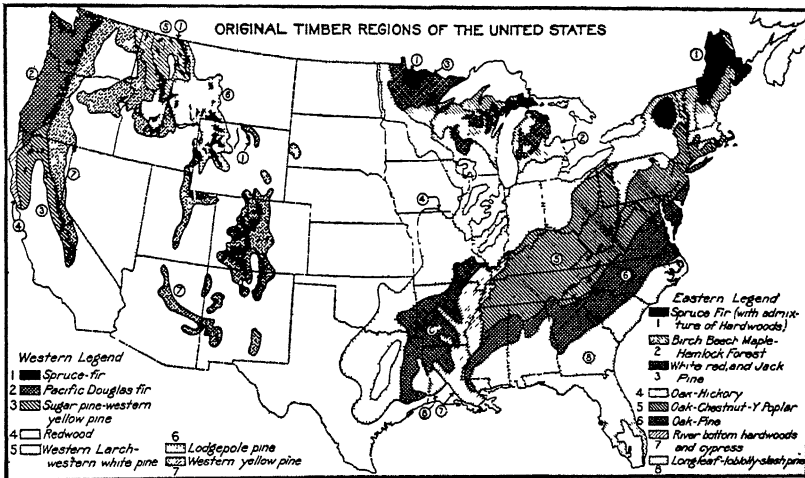 ORIGINAL TIMBER REGIONS OF THE UNITED STATES
Western Legend
1 Spruce-fir
2 Pacific Douglas fir
3 Sugar pine-western
yellow pine
4 Redwood
5 Western Larch-
western white pine
6 Lodgepole pine
7 Western yellow pine
Eastern Legend
1 Spruce Fir (with admix-
ture of Hardwoods)
2 Birch Beech Maple-
Hemlock Forest
3 White red, and Jack
Pine
4 Oak-Hickory
5 Oak-Chestnut-Y Poplar
6 Oak-Pine
7 River bottom hardwoods
and cypress
8 Longleaf-loblolly-slash pine